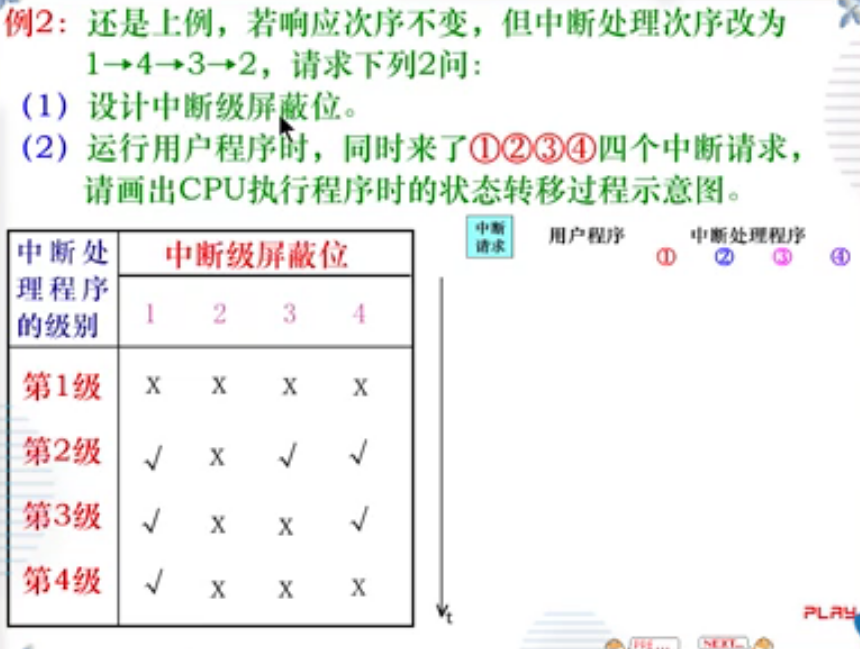 例2：还是上例，若响应次序不变，但中断处理次序改为
1→4→3→2，请求下列2问：
（1）设计中断级屏蔽位。
（2）运行用户程序时，同时来了①②③④四个中断请求，
请画出CPU执行程序时的状态转移过程示意图。
中断处理程序的级别 中断级屏蔽位
1 2 3 4
第1级 x x x x
第2级 √ x √ √
第3级 √ x x √
第4级 √ x x x
中断请求 用户程序 中断处理程序
① ② ③ ④
t
PLAY
PRE...
NEXT...